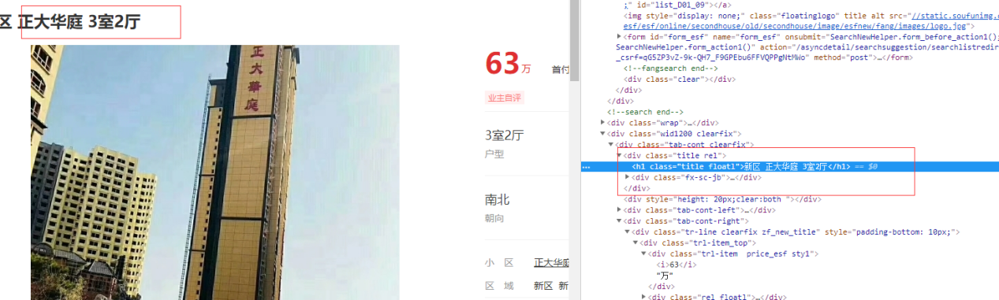 区 正大华庭 3室2厅
正大華庭
63万 首付
业主自评
3室2厅
户型
南北
朝向
小 区 正大华庭
区 域 新区 新
;" id="list_D01_09"></a>
<img style="display: none;" class="floatinglogo" title alt src="//static.soufunimg.c
esf/esf/online/secondhouse/old/secondhouse/image/esfnew/fang/images/logo.jpg">
▶<form id="form_esf" name="form_esf" onsubmit="SearchNewHelper.form_before_action1();
SearchNewHelper.form_action1()" action="/asyncdetail/searchsuggestion/searchlistredir
_csrf=qG5ZP3vZ-9k-QH7_F9GPEbu6FFVQPPgNtMWo" method="post">…</form>
<!--fangsearch end-->
<div class="clear"></div>
</div>
</div>
<!--search end-->
▶<div class="wrap">…</div>
▼<div class="wid1200 clearfix">
▼<div class="tab-cont clearfix">
▼<div class="title rel">
… <h1 class="title floatl">新区 正大华庭 3室2厅</h1> == $0
▶<div class="fx-sc-jb">…</div>
</div>
<div style="height: 20px;clear:both "></div>
▶<div class="tab-cont-left">…</div>
▼<div class="tab-cont-right">
▼<div class="tr-line clearfix zf_new_title" style="padding-bottom: 10px;">
▼<div class="trl-item_top">
▼<div class="trl-item  price_esf sty1">
<i>63</i>
"万"
</div>
▶<div class="rel floatl">…</div>